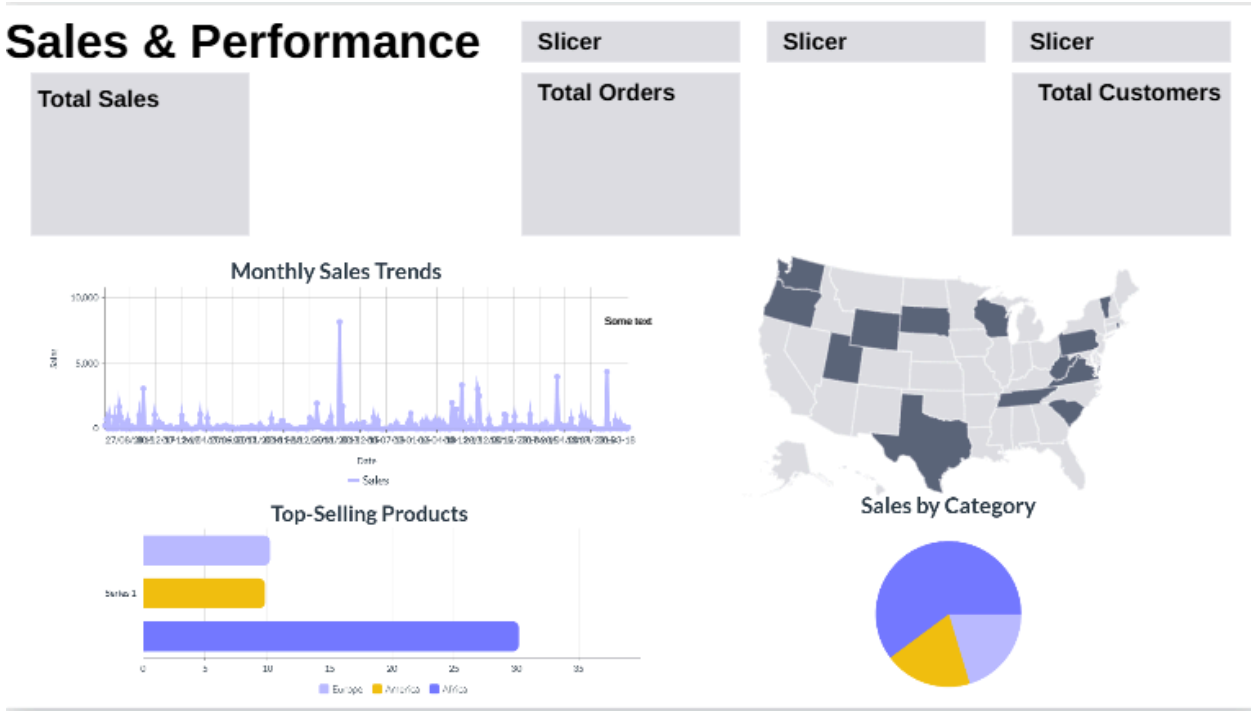 Sales & Performance
Slicer
Slicer
Slicer
Total Sales
Total Orders
Total Customers
Monthly Sales Trends
10,000
Some text
Sales
5,000
0
Date
Sales
Sales by Category
Top-Selling Products
Series 1
0 5 10 15 20 25 30 35
Europe America Africa